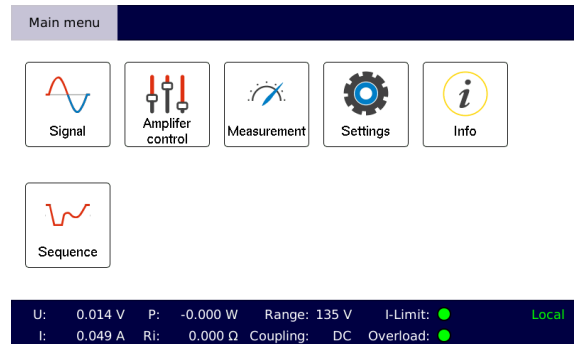 Main menu
Signal
Amplifer
control
Measurement
Settings
i
Info
Sequence
U: 0.014 V P: -0.000 W Range: 135 V I-Limit: Local
I: 0.049 A Ri: 0.000 Ω Coupling: DC Overload: